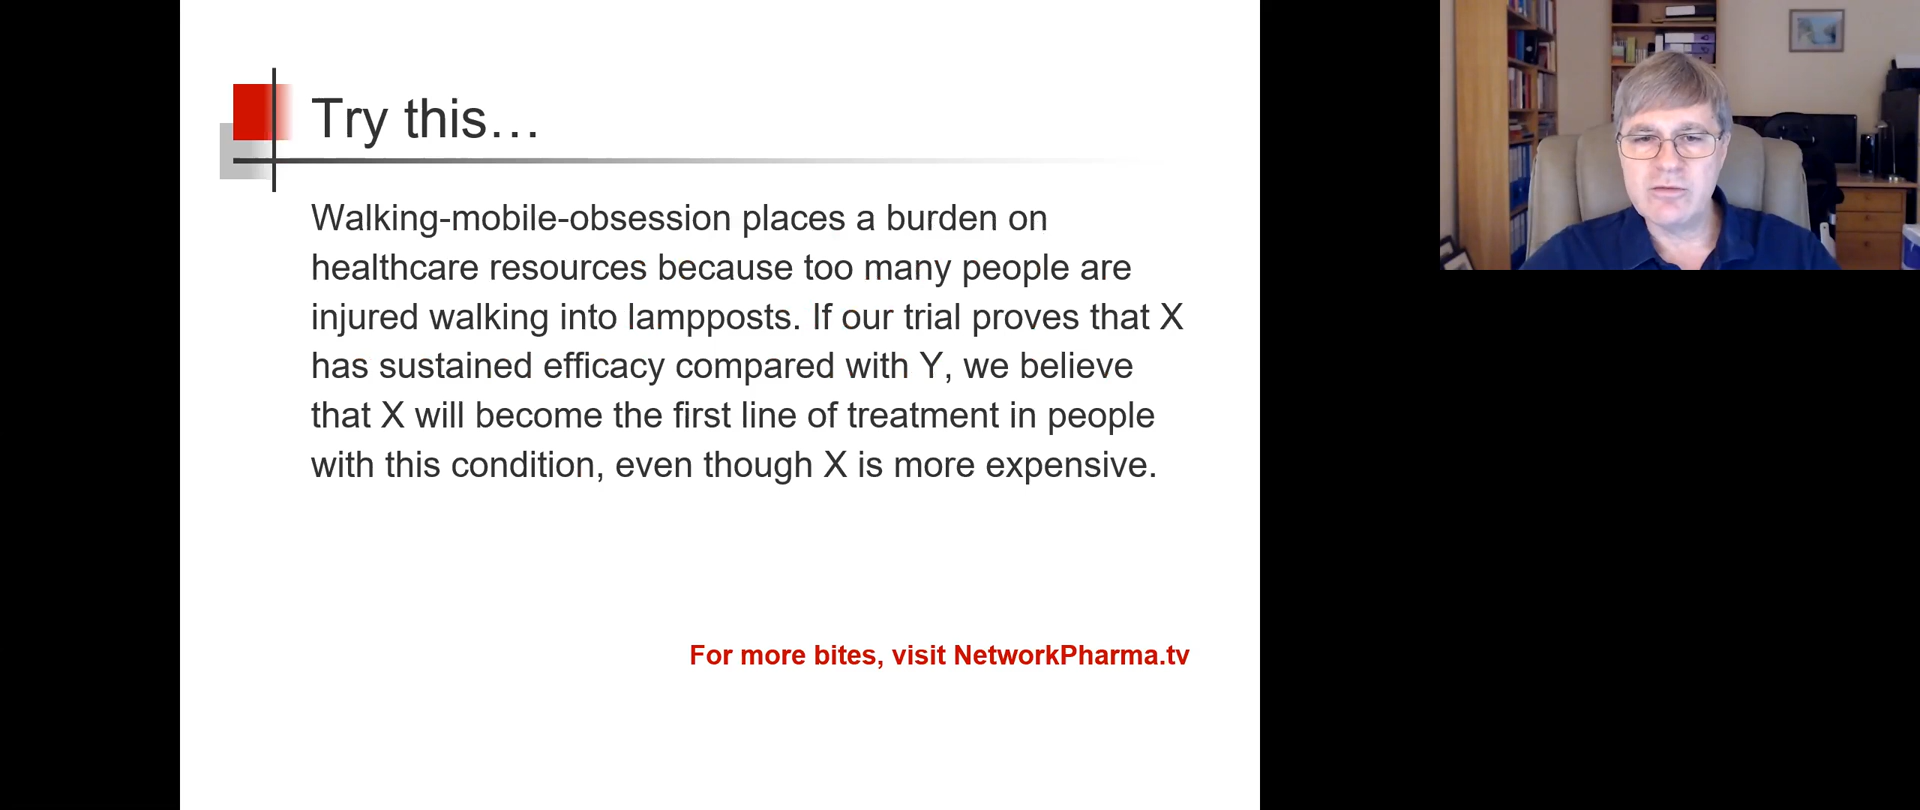 Try this…
Walking-mobile-obsession places a burden on
healthcare resources because too many people are
injured walking into lampposts. If our trial proves that X
has sustained efficacy compared with Y, we believe
that X will become the first line of treatment in people
with this condition, even though X is more expensive.
For more bites, visit NetworkPharma.tv